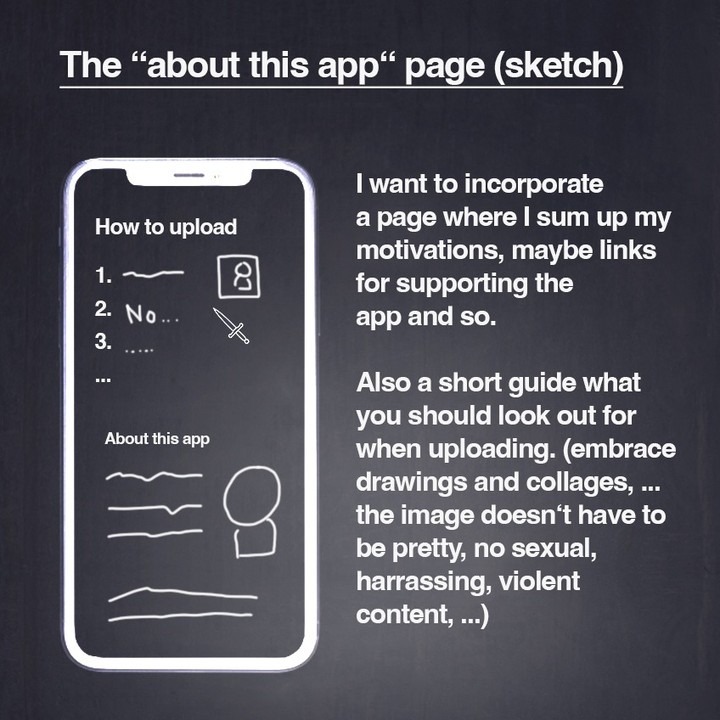 The “about this app“ page (sketch)
How to upload
1.
2. No...
3. .....
...
About this app
I want to incorporate
a page where I sum up my
motivations, maybe links
for supporting the
app and so.
Also a short guide what
you should look out for
when uploading. (embrace
drawings and collages, ...
the image doesn‘t have to
be pretty, no sexual,
harrassing, violent
content, ...)